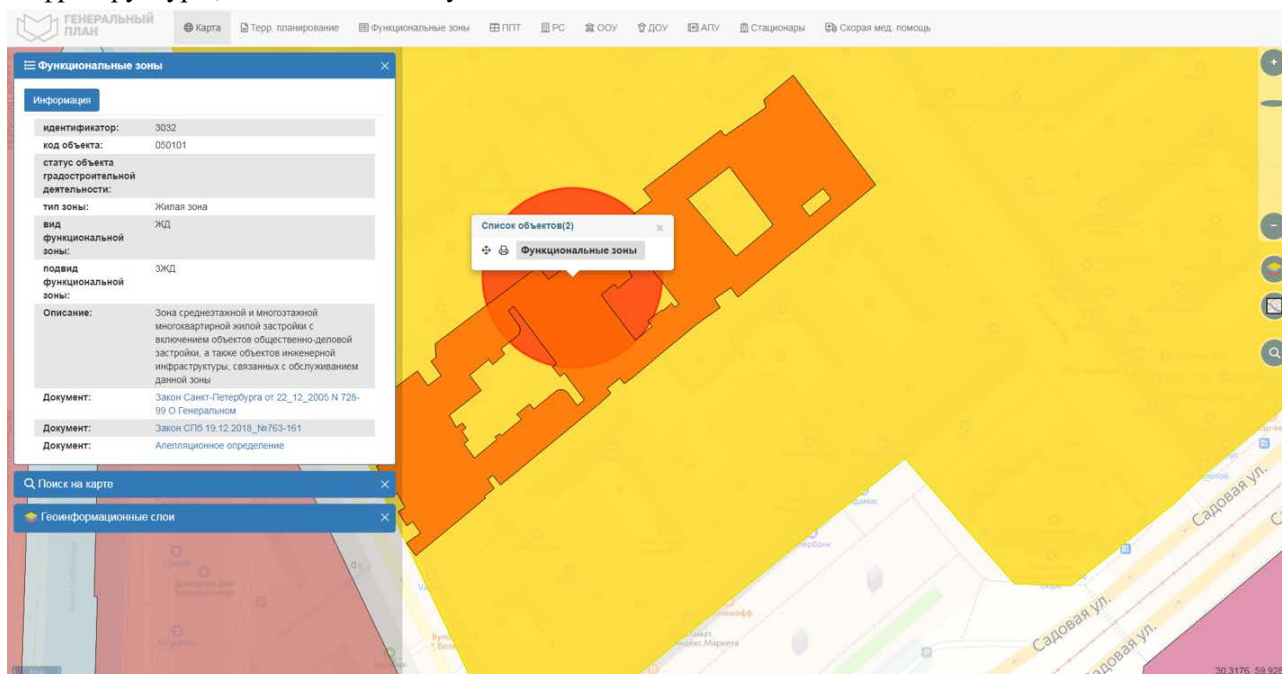 ГЕНЕРАЛЬНЫЙ
ПЛАН
Карта
Терр. планирование
Функциональные зоны
ППТ
РС
ООУ
ДОУ
АПУ
Стационары
Скорая мед. помощь
Функциональные зоны
Информация
идентификатор: 3032
код объекта: 050101
статус объекта
градостроительной
деятельности:
тип зоны: Жилая зона
вид ЖД
функциональной
зоны:
подвид 3ЖД
функциональной
зоны:
Описание: Зона среднеэтажной и многоэтажной
многоквартирной жилой застройки с
включением объектов общественно-деловой
застройки, а также объектов инженерной
инфраструктуры, связанных с обслуживанием
данной зоны
Документ: Закон Санкт-Петербурга от 22_12_2005 N 728-
99 О Генеральном
Документ: Закон СПб 19.12.2018_№763-161
Документ: Апелляционное определение
Поиск на карте
Геоинформационные слои
Список объектов(2)
Функциональные зоны
Садовая ул.
Садовая ул.
Садовая ул.
30.3176, 59.926